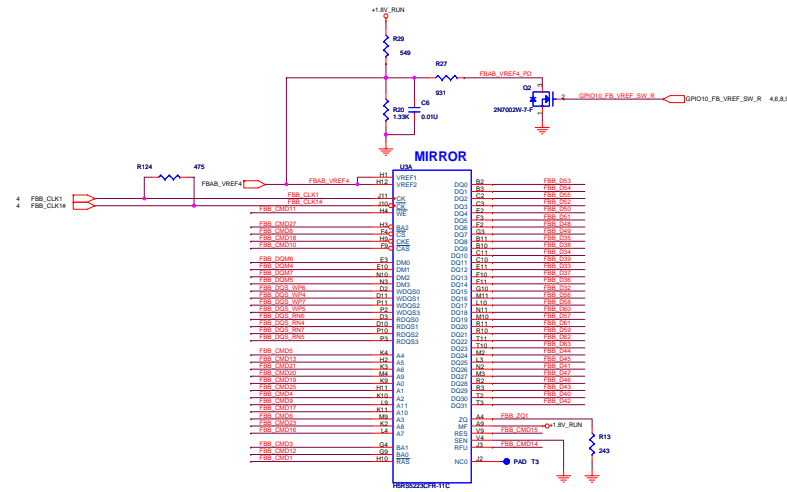 +1.8V_RUN
R29
549
R27
931
FBAB_VREF4_PD
Q2
3
2
1
2N7002W-7-F
GPIO10_FB_VREF_SW_R
GPIO10_FB_VREF_SW_R 4,6,8,9
R20
1.33K
C6
0.01U
MIRROR
U3A
R124 475
FBAB_VREF4
FBAB_VREF4
4 FBB_CLK1
4 FBB_CLK1#
FBB_CLK1
FBB_CLK1#
FBB_CMD11
H1 VREF1
H12 VREF2
J11 CK
J10 CK
H4 WE
FBB_CMD27 H3 BA2
FBB_CMD8 F4 CS
FBB_CMD18 H9 CKE
FBB_CMD10 F9 CAS
FBB_DQM6 E3 DM0
FBB_DQM4 E10 DM1
FBB_DQM7 N10 DM2
FBB_DQM5 N3 DM3
FBB_DQS_WP6 D2 WDQS0
FBB_DQS_WP4 D11 WDQS1
FBB_DQS_WP7 P11 WDQS2
FBB_DQS_WP5 P2 WDQS3
FBB_DQS_RN6 D3 RDQS0
FBB_DQS_RN4 D10 RDQS1
FBB_DQS_RN7 P10 RDQS2
FBB_DQS_RN5 P3 RDQS3
FBB_CMD5 K4 A4
FBB_CMD13 H2 A5
FBB_CMD21 K3 A6
FBB_CMD20 M4 A9
FBB_CMD19 K9 A0
FBB_CMD25 H11 A1
FBB_CMD4 K10 A2
FBB_CMD9 L9 A11
FBB_CMD17 K11 A10
FBB_CMD6 M9 A3
FBB_CMD23 K2 A8
FBB_CMD16 L4 A7
FBB_CMD3 G4 BA1
FBB_CMD12 G9 BA0
FBB_CMD1 H10 RAS
DQ0 B2 FBB_D53
DQ1 B3 FBB_D54
DQ2 C2 FBB_D55
DQ3 C3 FBB_D52
DQ4 E2 FBB_D50
DQ5 F3 FBB_D51
DQ6 F2 FBB_D48
DQ7 G3 FBB_D49
DQ8 B11 FBB_D35
DQ9 B10 FBB_D38
DQ10 C11 FBB_D34
DQ11 C10 FBB_D39
DQ12 E11 FBB_D33
DQ13 F10 FBB_D37
DQ14 F11 FBB_D36
DQ15 G10 FBB_D32
DQ16 M11 FBB_D56
DQ17 L10 FBB_D58
DQ18 N11 FBB_D60
DQ19 M10 FBB_D57
DQ20 R11 FBB_D61
DQ21 R10 FBB_D59
DQ22 T11 FBB_D62
DQ23 T10 FBB_D63
DQ24 M2 FBB_D44
DQ25 L3 FBB_D45
DQ26 N2 FBB_D41
DQ27 M3 FBB_D47
DQ28 R2 FBB_D46
DQ29 R3 FBB_D43
DQ30 T2 FBB_D40
DQ31 T3 FBB_D42
ZQ A4 FBB_ZQ1
MF A9 +1.8V_RUN
RES V9 FBB_CMD15
SEN V4
RFU J3 FBB_CMD14
NC0 J2 PAD T3
R13
243
H5RS5223CFR-11C